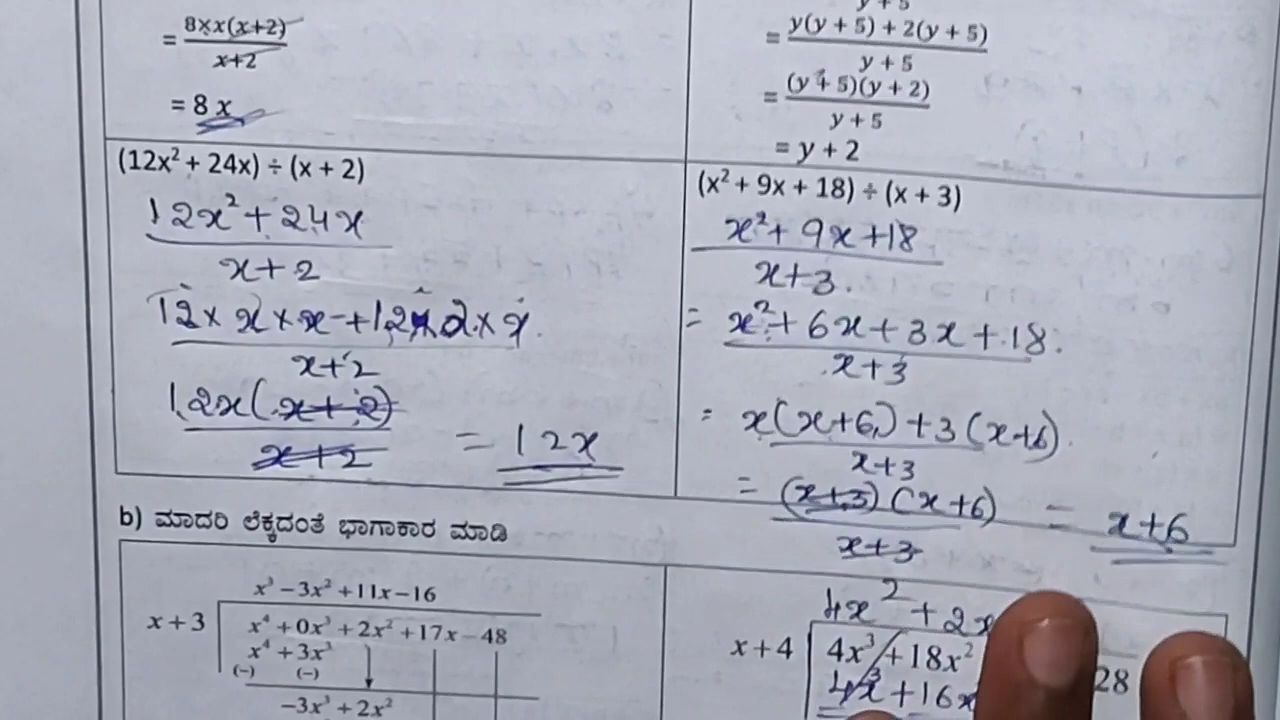 = 8×x(x+2)
x+2
= 8x
y + 5
= y(y + 5) + 2(y + 5)
y + 5
= (y + 5)(y + 2)
y + 5
= y + 2
(12x² + 24x) ÷ (x + 2)
12x² + 24x
x + 2
12 × x × x + 12 × 2 × x
x + 2
12x(x + 2)
x + 2
= 12x
(x² + 9x + 18) ÷ (x + 3)
x² + 9x + 18
x + 3.
= x² + 6x + 3x + 18.
x + 3
= x(x+6) + 3(x+6).
x+3
= (x+3)(x+6)
x+3
= x+6
b) ಮಾದರಿ ಲೆಕ್ಕದಂತೆ ಭಾಗಾಕಾರ ಮಾಡಿ
x³ − 3x² + 11x − 16
x + 3
x⁴ + 0x³ + 2x² + 17x − 48
x⁴ + 3x³
(−) (−)
−3x³ + 2x²
4x² + 2x
x + 4
4x³ + 18x² 28
4x³ + 16x